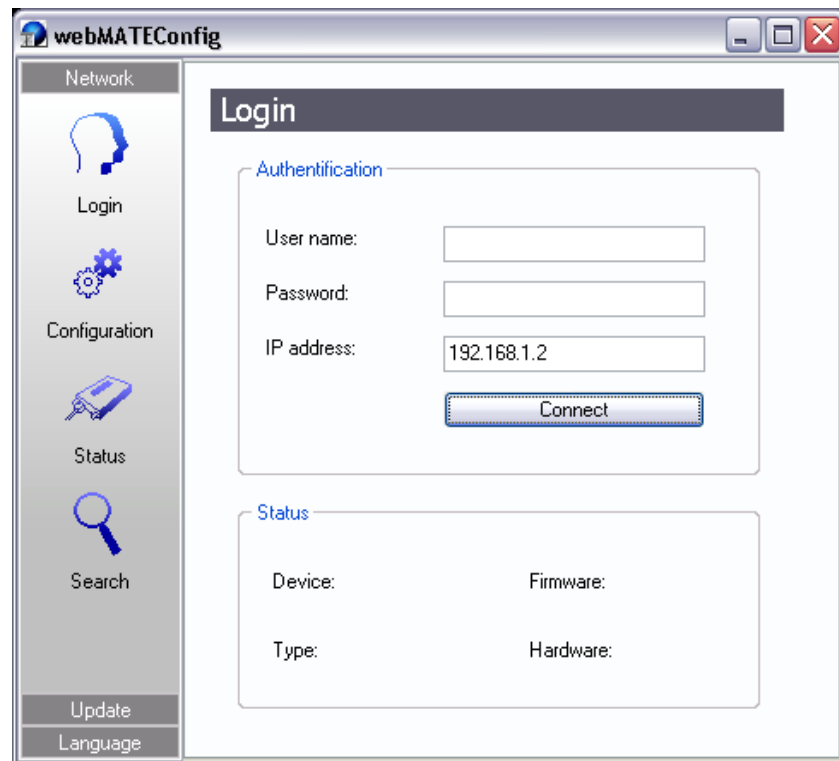 webMATEConfig
Network
Login
Configuration
Status
Search
Update
Language
Login
Authentification
User name:
Password:
IP address: 192.168.1.2
Connect
Status
Device: Firmware:
Type: Hardware: